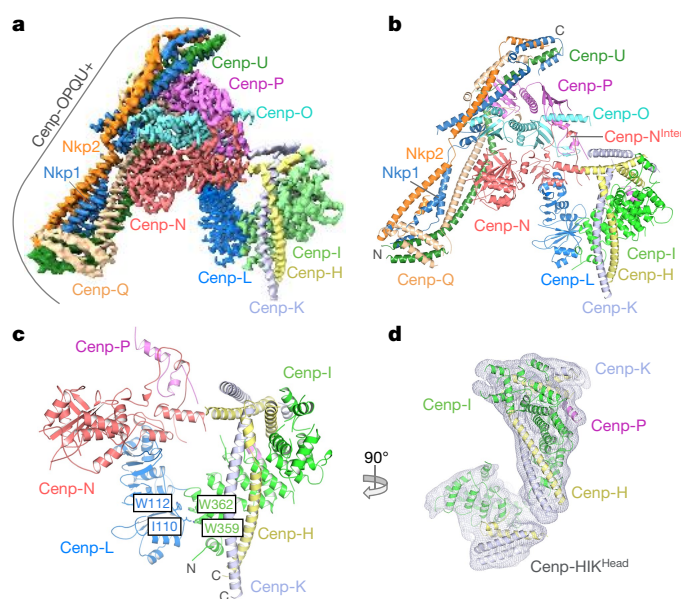 a
Cenp-OPQU+
Cenp-U
Cenp-P
Cenp-O
Nkp2
Nkp1
Cenp-N
Cenp-I
Cenp-L
Cenp-H
Cenp-Q
Cenp-K
b
C
Cenp-U
Cenp-P
Cenp-O
Cenp-N^Inter
Nkp2
Nkp1
Cenp-N
N
Cenp-I
Cenp-L
Cenp-H
Cenp-Q
Cenp-K
c
Cenp-P
Cenp-I
Cenp-N
W112
W362
I110
W359
Cenp-H
Cenp-L
N
C
C
Cenp-K
d
Cenp-K
Cenp-I
Cenp-P
90°
Cenp-H
Cenp-HIK^Head